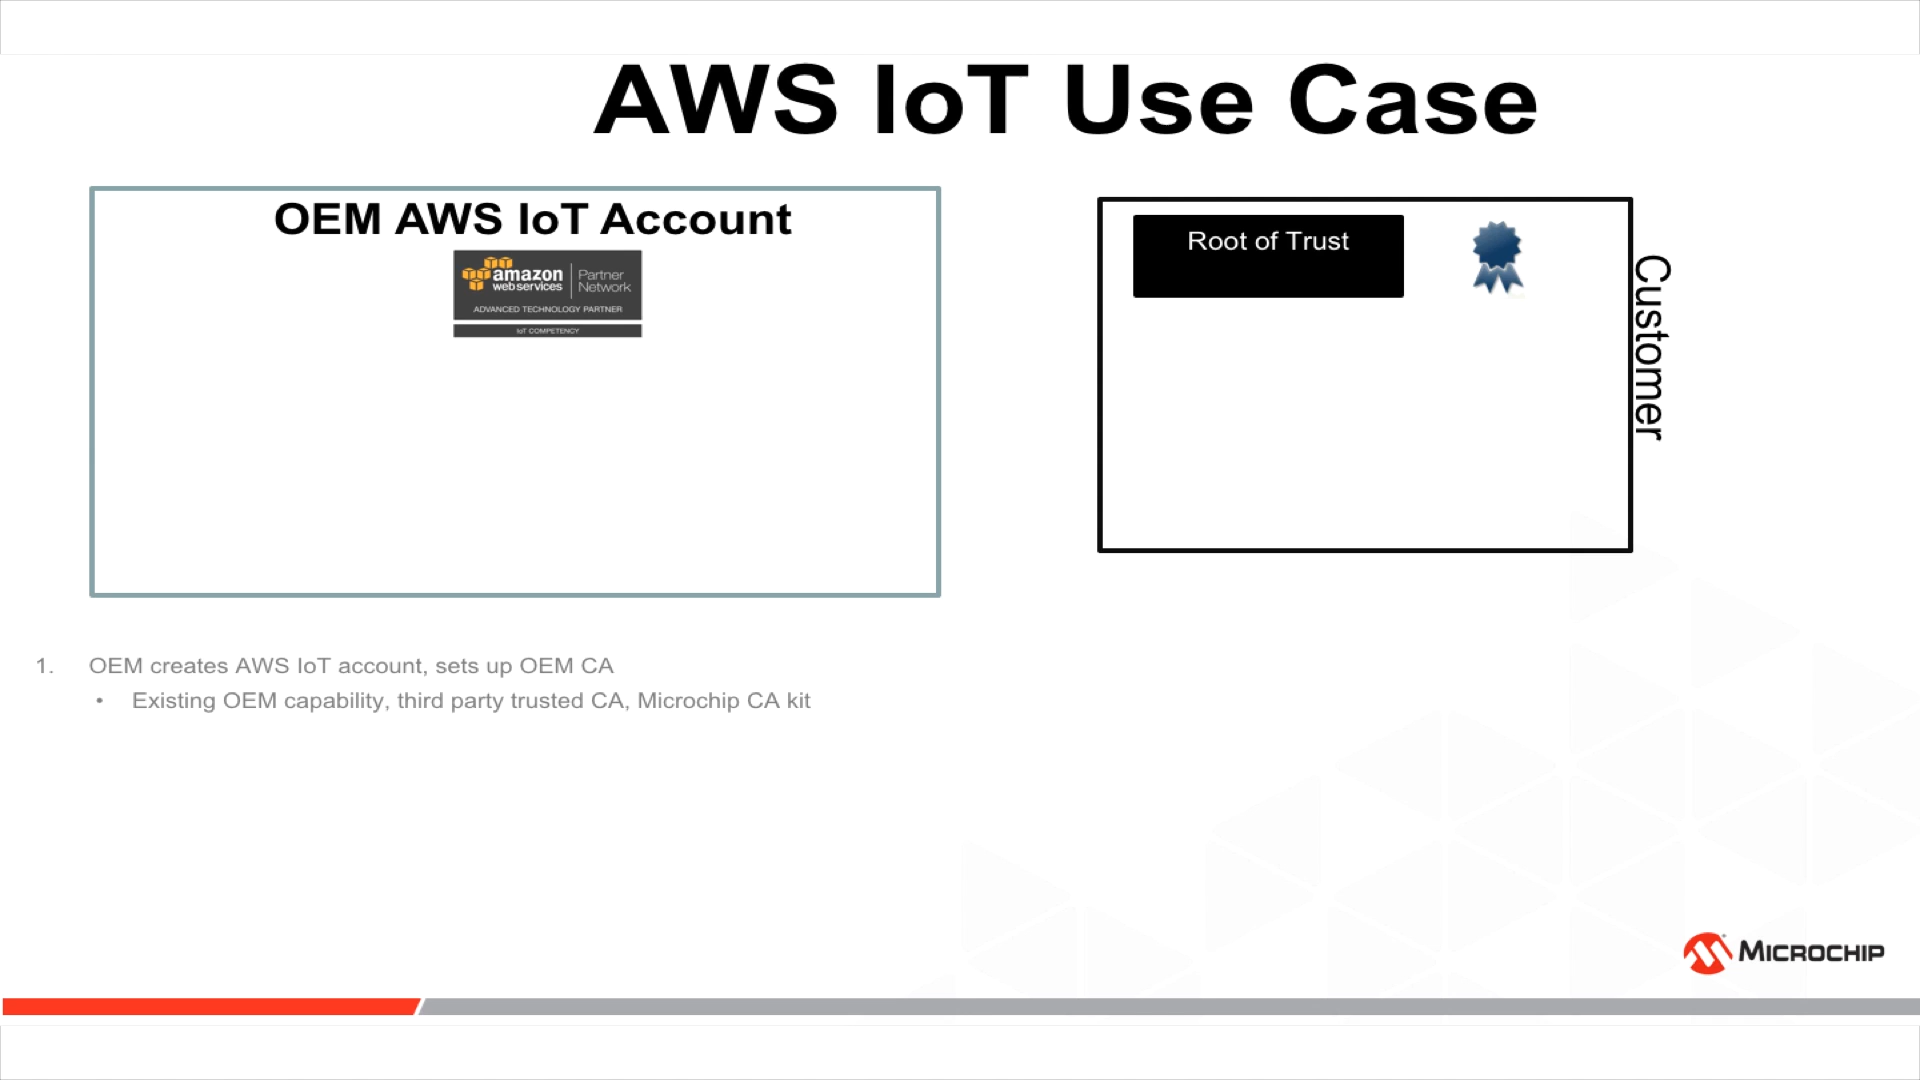 AWS IoT Use Case
OEM AWS IoT Account
amazon
webservices
Partner
Network
ADVANCED TECHNOLOGY PARTNER
IoT COMPETENCY
Root of Trust
Customer
1. OEM creates AWS IoT account, sets up OEM CA
• Existing OEM capability, third party trusted CA, Microchip CA kit
MICROCHIP